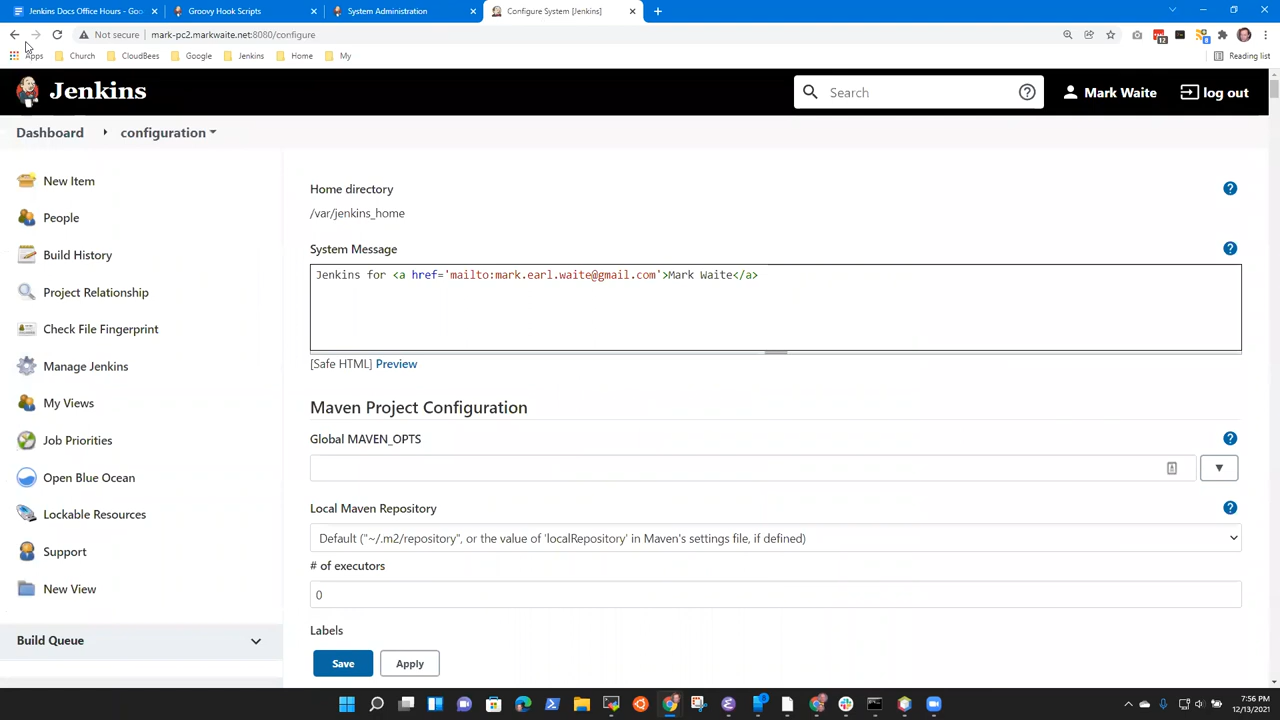 Jenkins Docs Office Hours - Goo
Groovy Hook Scripts
System Administration
Configure System [Jenkins]
Not secure
mark-pc2.markwaite.net:8080/configure
Apps
Church
CloudBees
Google
Jenkins
Home
My
Reading list
Jenkins
Search
Mark Waite
log out
Dashboard
configuration
New Item
People
Build History
Project Relationship
Check File Fingerprint
Manage Jenkins
My Views
Job Priorities
Open Blue Ocean
Lockable Resources
Support
New View
Build Queue
Home directory
/var/jenkins_home
System Message
Jenkins for <a href='mailto:mark.earl.waite@gmail.com'>Mark Waite</a>
[Safe HTML] Preview
Maven Project Configuration
Global MAVEN_OPTS
Local Maven Repository
Default ("~/.m2/repository", or the value of 'localRepository' in Maven's settings file, if defined)
# of executors
0
Labels
Save
Apply
7:56 PM
12/13/2021